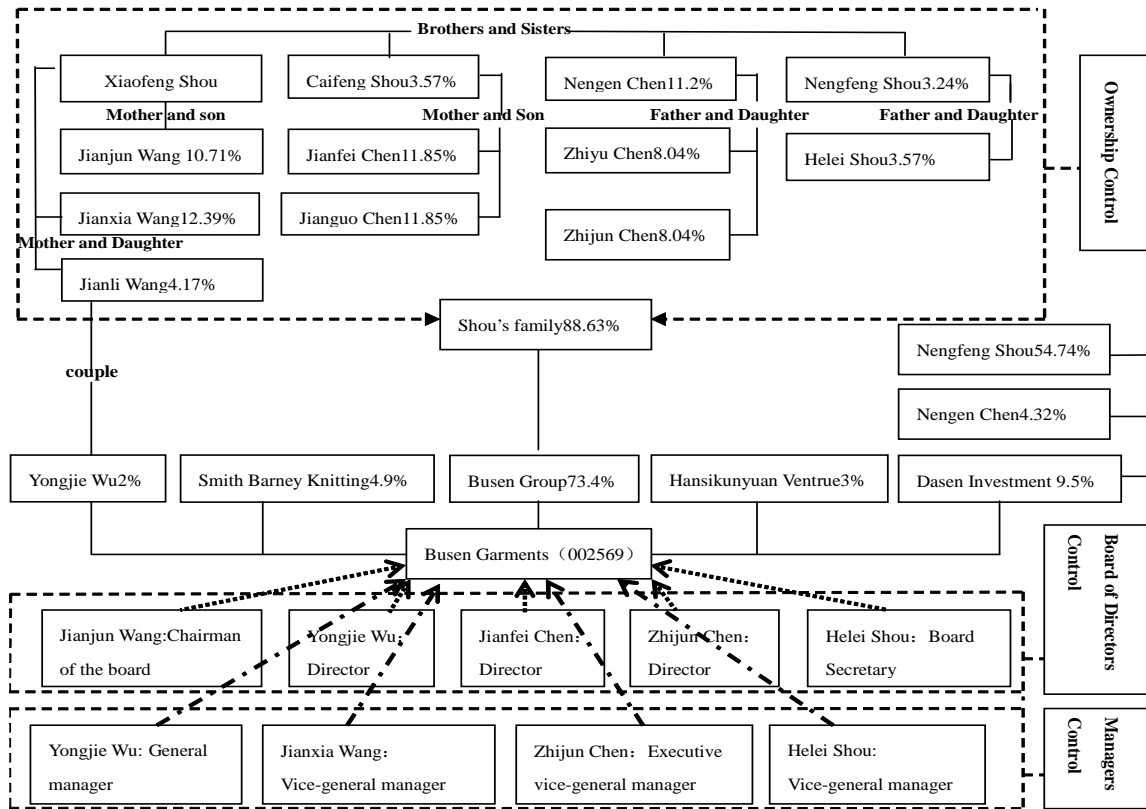 Brothers and Sisters
Xiaofeng Shou
Caifeng Shou3.57%
Nengen Chen11.2%
Nengfeng Shou3.24%
Mother and son
Mother and Son
Father and Daughter
Father and Daughter
Jianjun Wang 10.71%
Jianfei Chen11.85%
Zhiyu Chen8.04%
Helei Shou3.57%
Jianxia Wang12.39%
Jianguo Chen11.85%
Zhijun Chen8.04%
Mother and Daughter
Jianli Wang4.17%
Ownership Control
Shou’s family88.63%
Nengfeng Shou54.74%
couple
Nengen Chen4.32%
Yongjie Wu2%
Smith Barney Knitting4.9%
Busen Group73.4%
Hansikunyuan Ventrue3%
Dasen Investment 9.5%
Busen Garments（002569）
Board of Directors
Control
Jianjun Wang:Chairman
of the board
Yongjie Wu：
Director
Jianfei Chen：
Director
Zhijun Chen：
Director
Helei Shou：Board
Secretary
Yongjie Wu: General
manager
Jianxia Wang：
Vice-general manager
Zhijun Chen：Executive
vice-general manager
Helei Shou:
Vice-general manager
Managers
Control